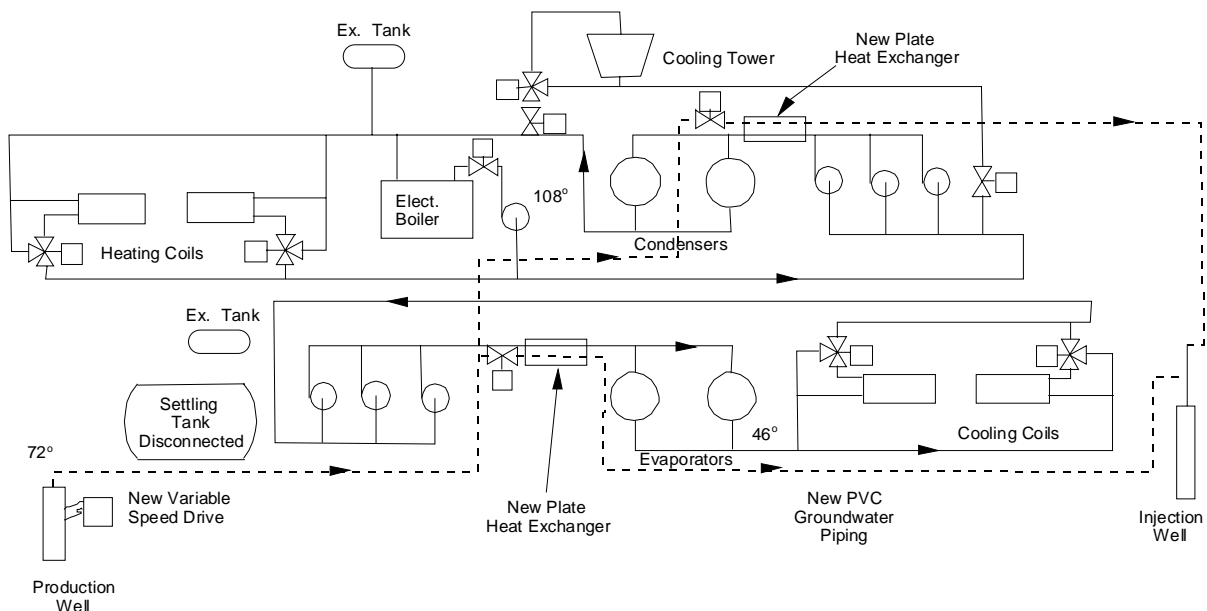 Ex. Tank
Cooling Tower
New Plate
Heat Exchanger
Elect.
Boiler
108°
Heating Coils
Condensers
Ex. Tank
Settling
Tank
Disconnected
72°
46°
Evaporators
Cooling Coils
New Variable
Speed Drive
New Plate
Heat Exchanger
New PVC
Groundwater
Piping
Injection
Well
Production
Well